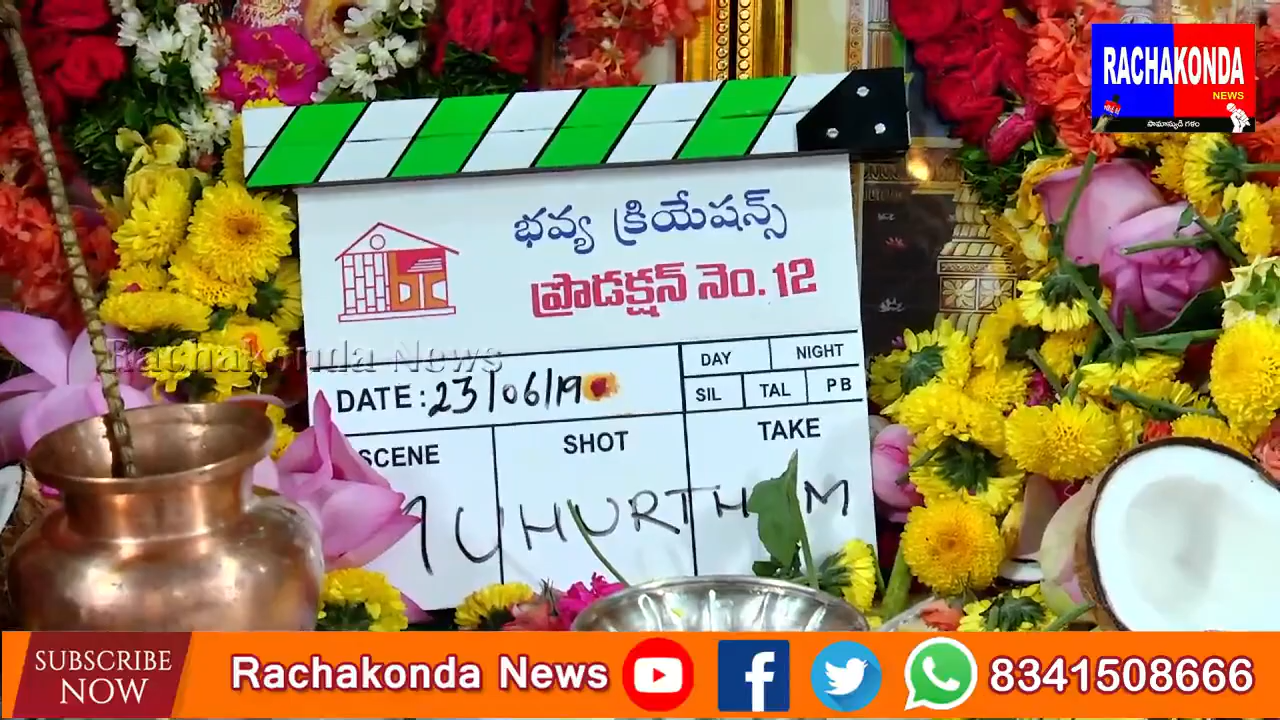 RACHAKONDA
NEWS
సామాన్యుడి గళం
భవ్య క్రియేషన్స్
ప్రొడక్షన్ నెం. 12
Rachakonda News
DATE: 23/06/19
DAY NIGHT
SIL TAL PB
SCENE SHOT TAKE
MUHURTHAM
SUBSCRIBE
NOW
Rachakonda News
8341508666